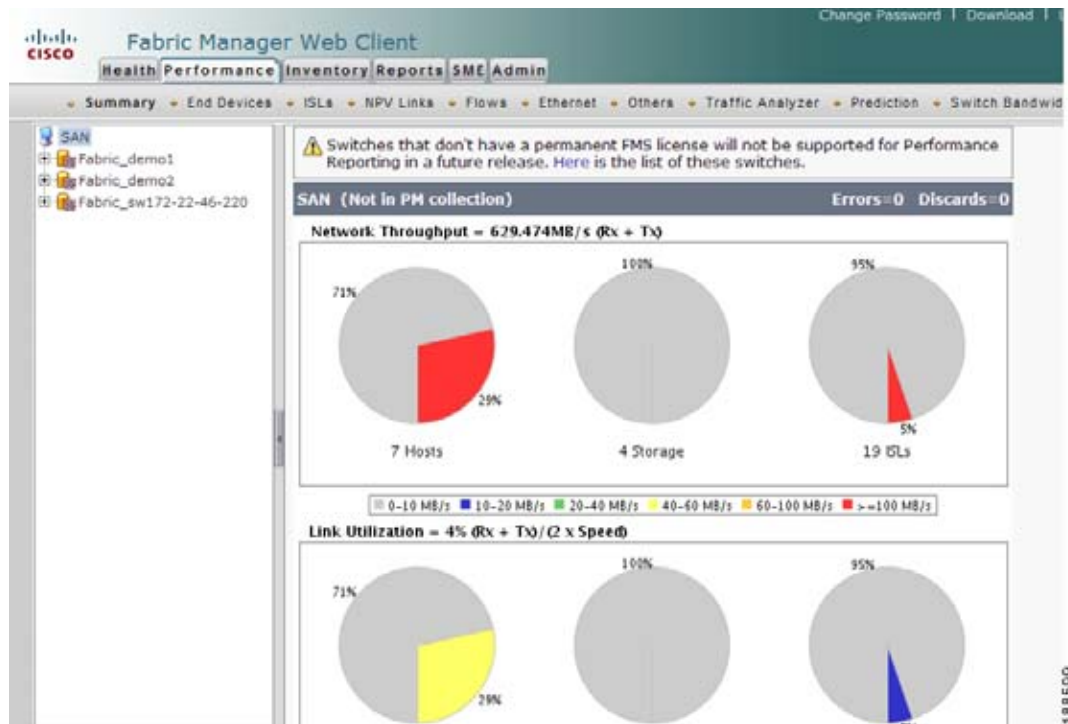 Change Password | Download |
CISCO
Fabric Manager Web Client
Health Performance Inventory Reports SME Admin
Summary End Devices ISLs NPV Links Flows Ethernet Others Traffic Analyzer Prediction Switch Bandwid
SAN
Fabric_demo1
Fabric_demo2
Fabric_sw172-22-46-220
Switches that don't have a permanent FMS license will not be supported for Performance
Reporting in a future release. Here is the list of these switches.
SAN (Not in PM collection) Errors=0 Discards=0
Network Throughput = 629.474MB/s (Rx + Tx)
71%
29%
7 Hosts
100%
4 Storage
95%
5%
19 ISLs
0-10 MB/s 10-20 MB/s 20-40 MB/s 40-60 MB/s 60-100 MB/s >=100 MB/s
Link Utilization = 4% (Rx + Tx)/(2 x Speed)
71%
29%
100%
95%
188509